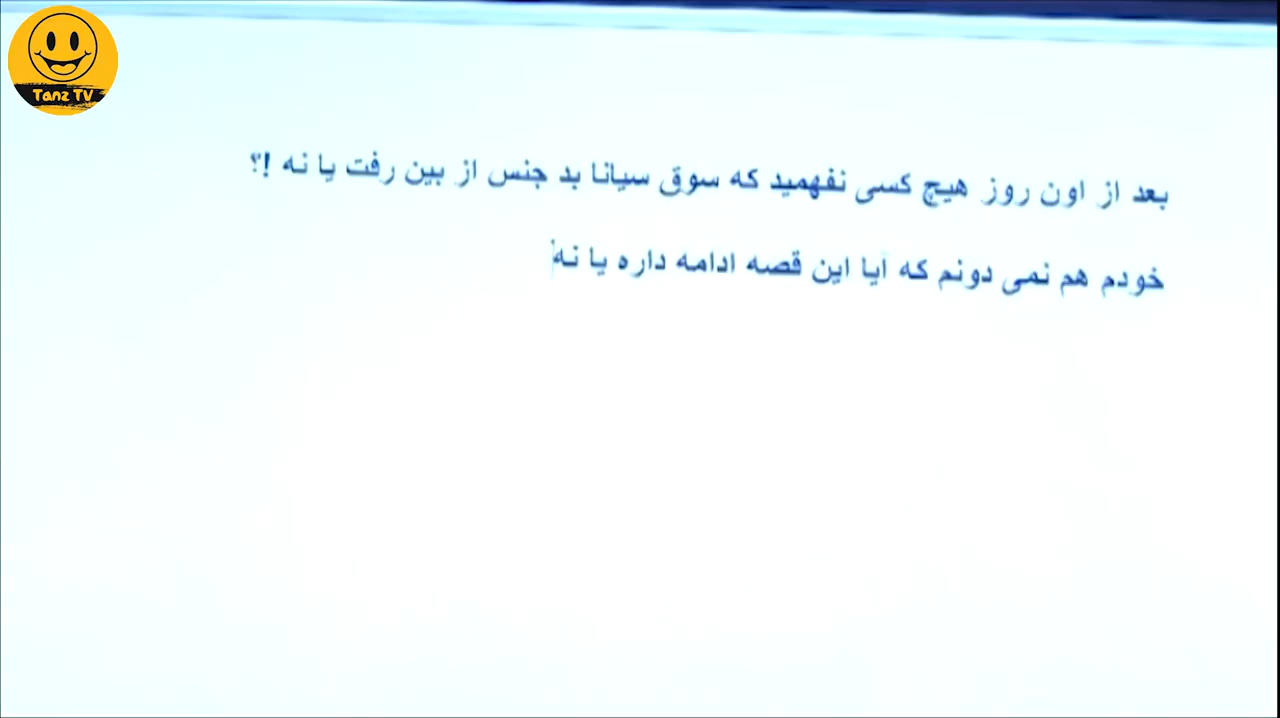 Tanz TV
بعد از اون روز هیچ کسی نفهمید که سوق سیانا بد جنس از بین رفت یا نه !؟
خودم هم نمی دونم که آیا این قصه ادامه داره یا نه